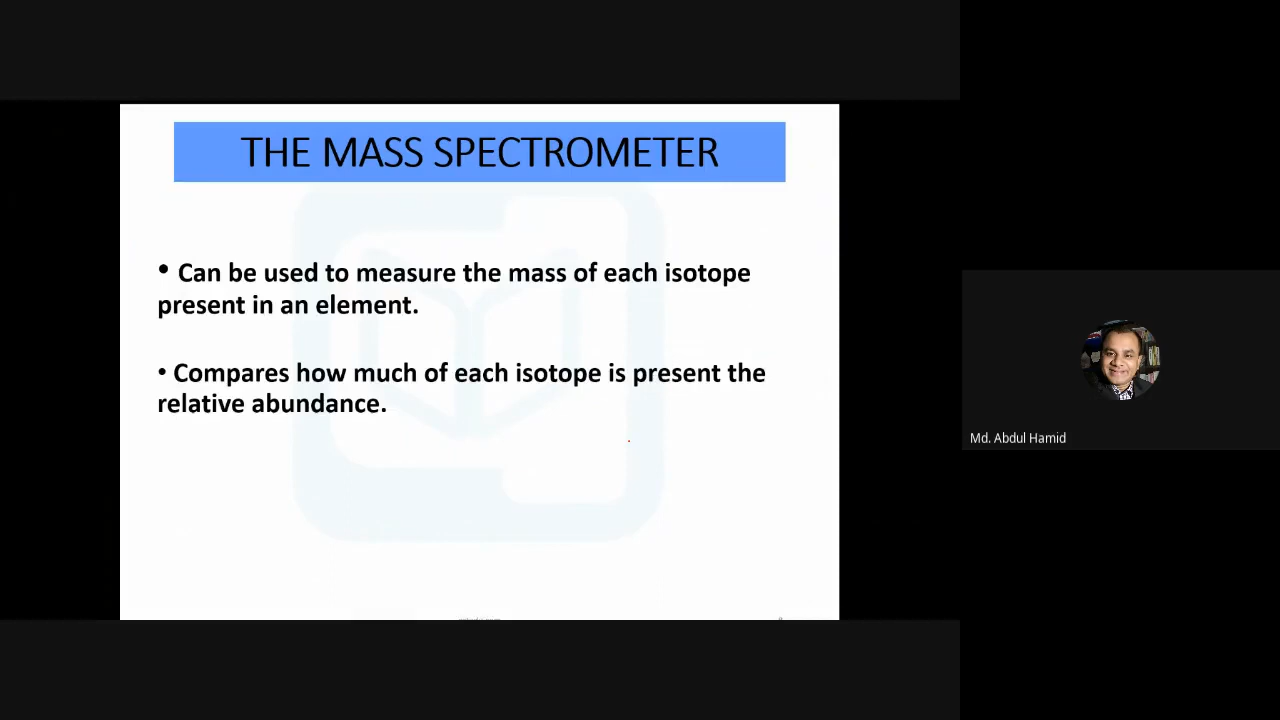 THE MASS SPECTROMETER
• Can be used to measure the mass of each isotope
present in an element.
• Compares how much of each isotope is present the
relative abundance.
Md. Abdul Hamid